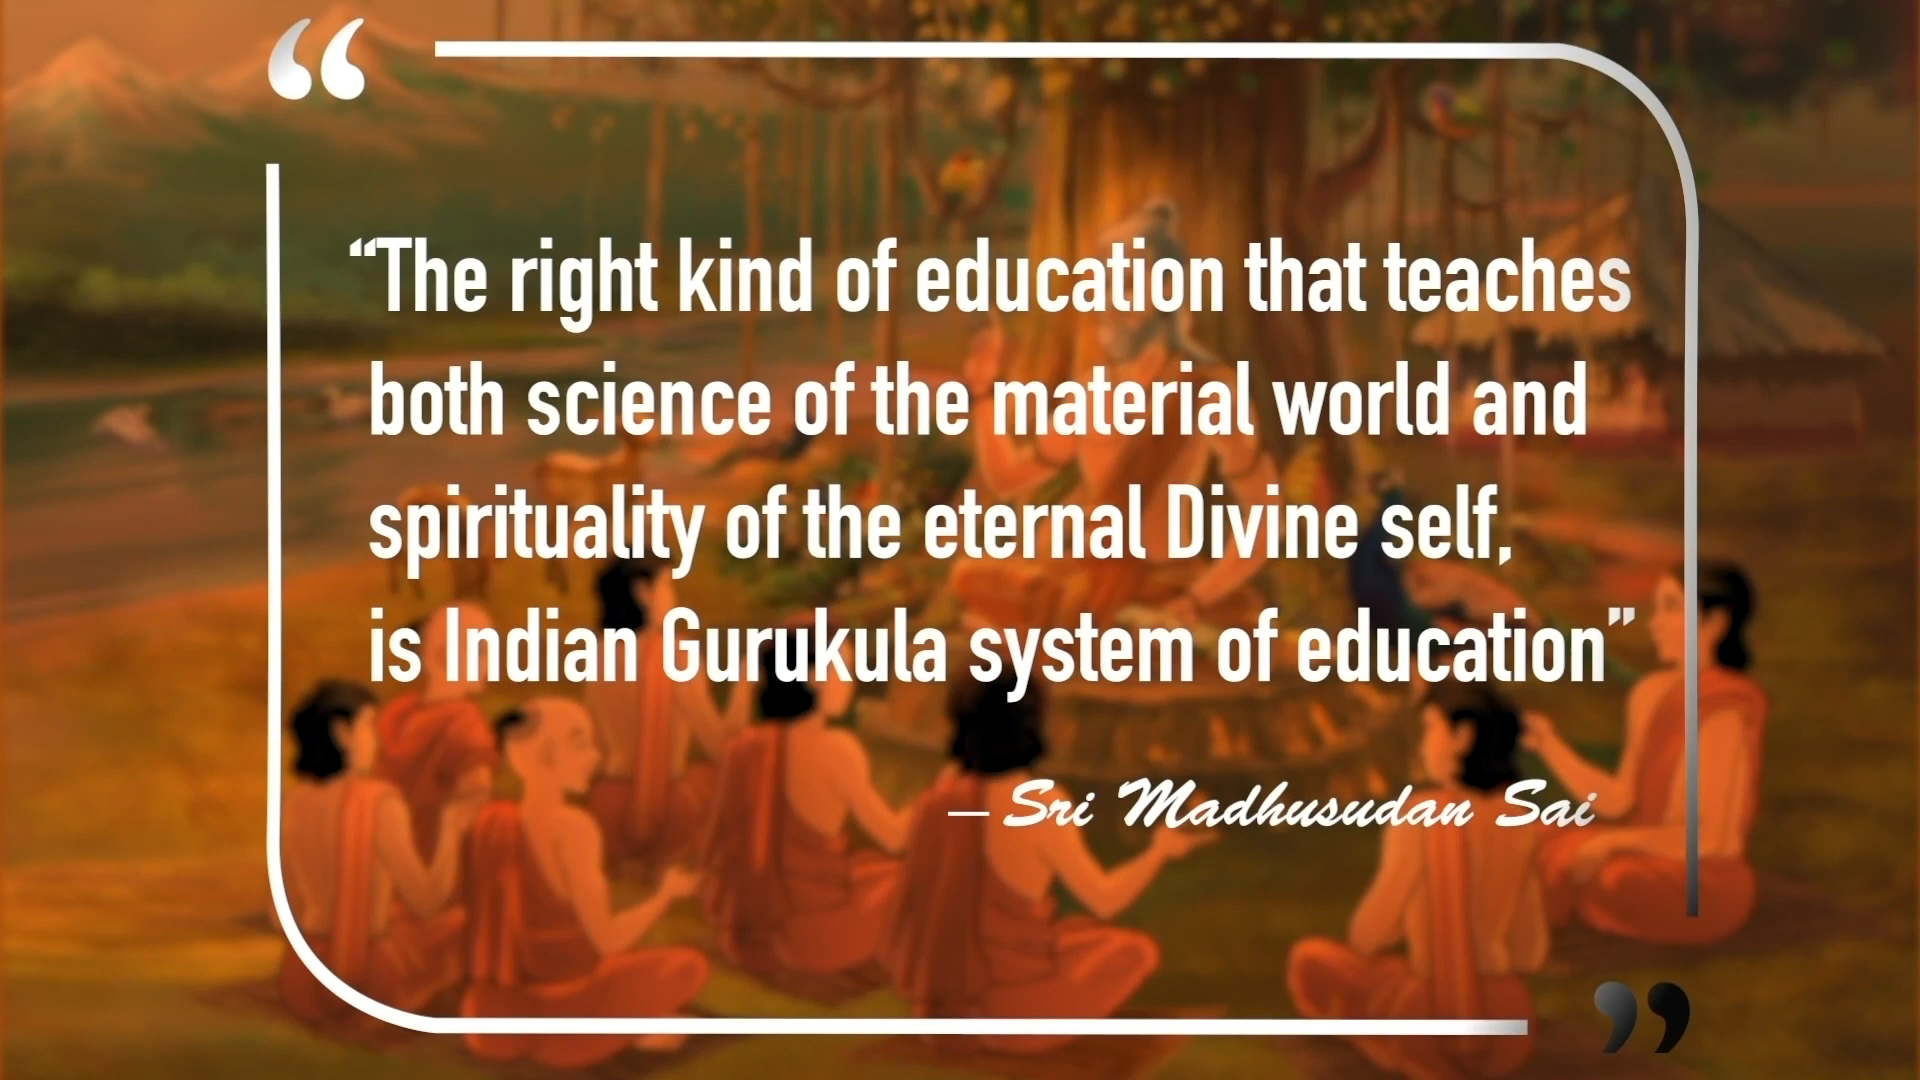 “The right kind of education that teaches
both science of the material world and
spirituality of the eternal Divine self,
is Indian Gurukula system of education”
— Sri Madhusudan Sai